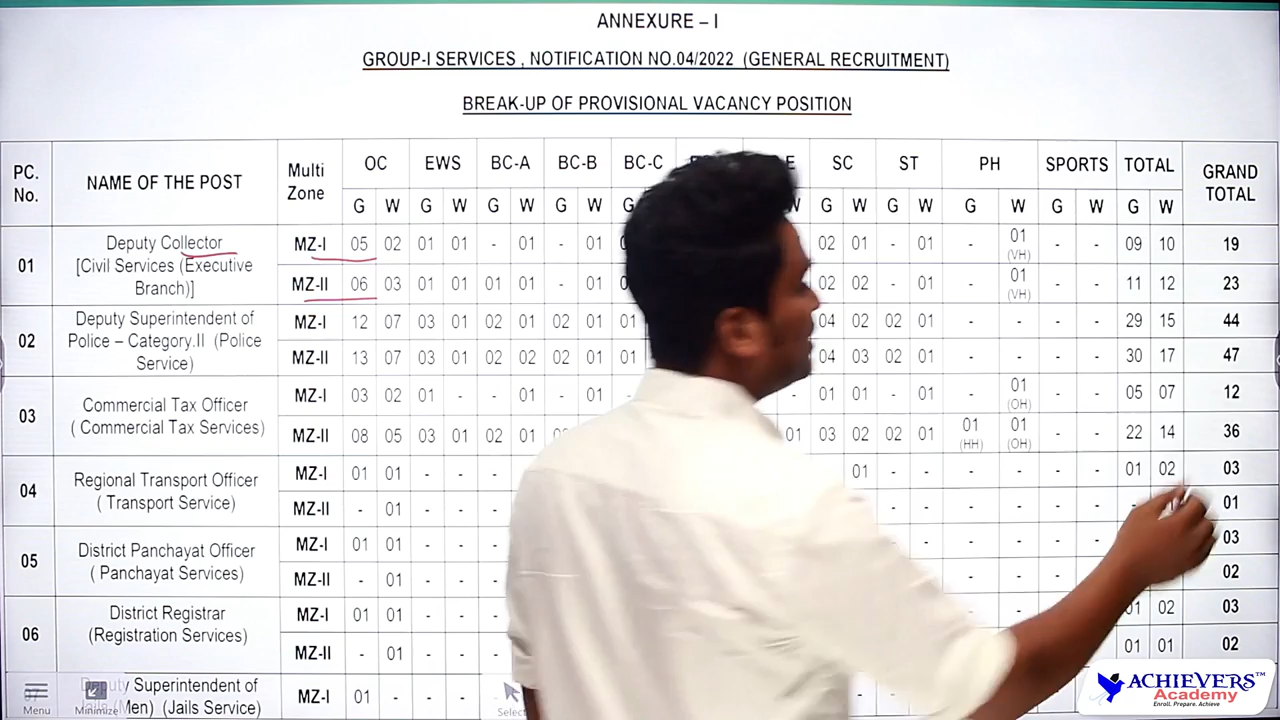 ANNEXURE – I
GROUP-I SERVICES , NOTIFICATION NO.04/2022 (GENERAL RECRUITMENT)
BREAK-UP OF PROVISIONAL VACANCY POSITION
PC. No. NAME OF THE POST Multi Zone OC EWS BC-A BC-B BC-C SC ST PH SPORTS TOTAL GRAND TOTAL
G W G W G W G W G W G W G W G W G W
01 Deputy Collector [Civil Services (Executive Branch)]
MZ-I 05 02 01 01 - 01 - 01 02 01 - 01 - 01 (VH) - - 09 10 19
MZ-II 06 03 01 01 01 01 - 01 02 02 - 01 - 01 (VH) - - 11 12 23
02 Deputy Superintendent of Police – Category.II (Police Service)
MZ-I 12 07 03 01 02 01 02 01 01 04 02 02 01 - - - - 29 15 44
MZ-II 13 07 03 01 02 02 02 01 01 04 03 02 01 - - - - 30 17 47
03 Commercial Tax Officer ( Commercial Tax Services)
MZ-I 03 02 01 - - 01 - 01 - 01 01 - 01 - 01 (OH) - - 05 07 12
MZ-II 08 05 03 01 02 01 01 03 02 02 01 01 (HH) 01 (OH) - - 22 14 36
04 Regional Transport Officer ( Transport Service)
MZ-I 01 01 - - - - 01 - - - - - - 01 02 03
MZ-II - 01 - - - - - - - - - - - 01
05 District Panchayat Officer ( Panchayat Services)
MZ-I 01 01 - - - - - - - - - 03
MZ-II - 01 - - - - - - - - - 02
06 District Registrar (Registration Services)
MZ-I 01 01 - - - - - - - 01 02 03
MZ-II - 01 - - - - - - - - 01 01 02
07 Deputy Superintendent of Jails (Men) (Jails Service)
MZ-I 01 - - - - - - - - -
Menu
Minimize
Select
ACHIEVERS™
Academy
Enroll. Prepare. Achieve